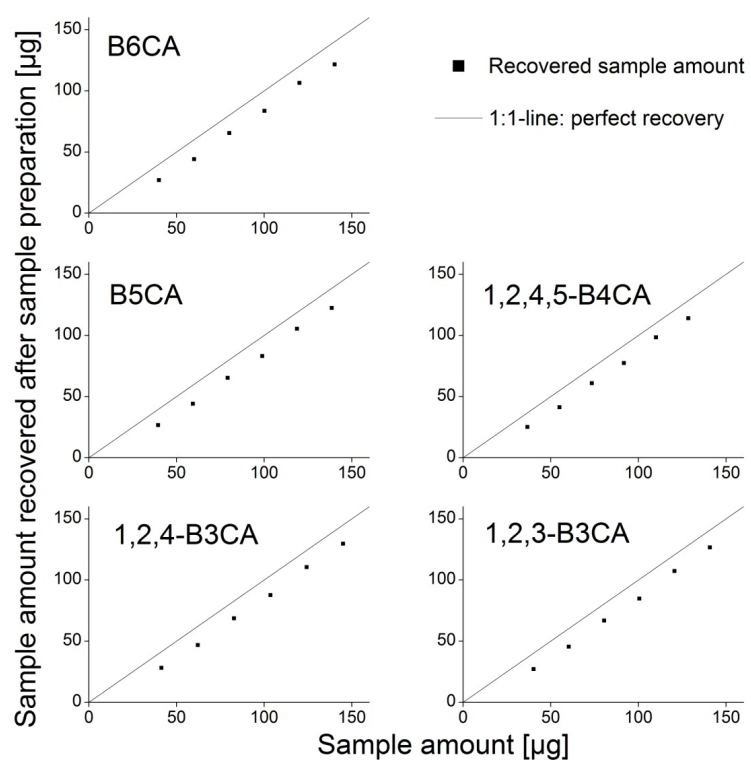 Sample amount recovered after sample preparation [µg]
B6CA
150
100
50
0
0 50 100 150
Recovered sample amount
1:1-line: perfect recovery
B5CA
150
100
50
0
0 50 100 150
1,2,4,5-B4CA
150
100
50
0
0 50 100 150
1,2,4-B3CA
150
100
50
0
0 50 100 150
1,2,3-B3CA
150
100
50
0
0 50 100 150
Sample amount [µg]